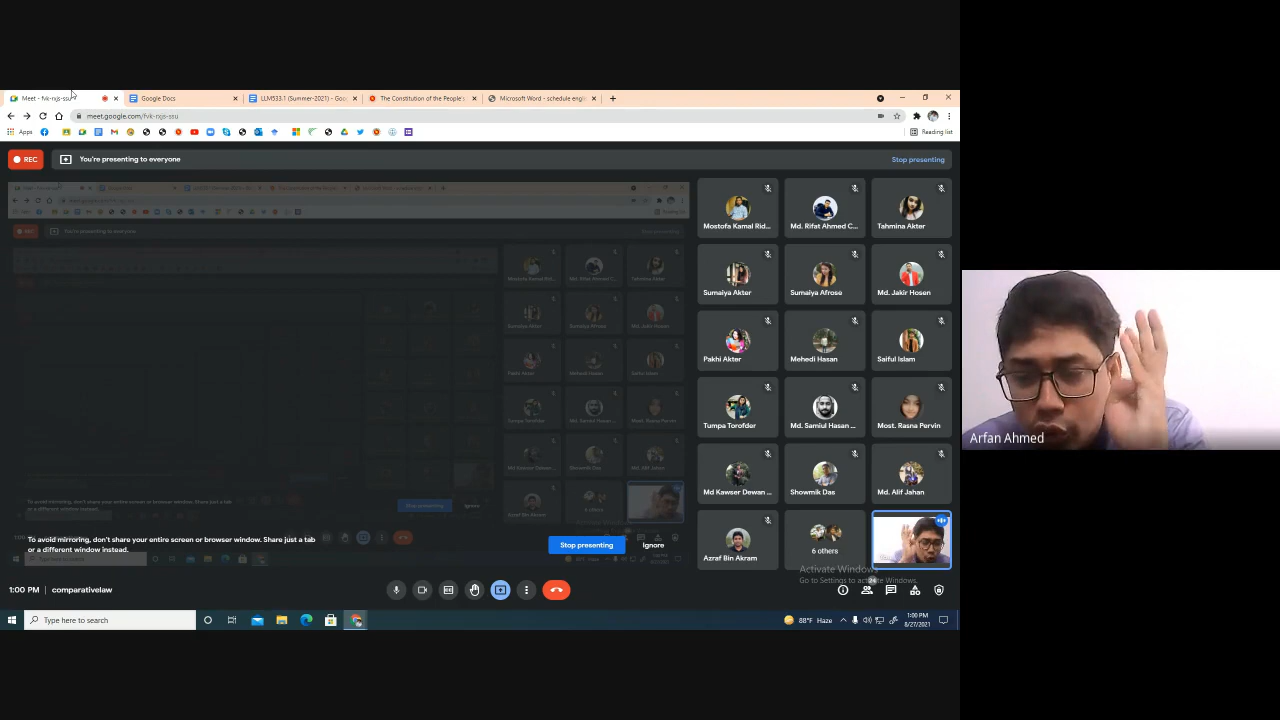 Meet - fvk-nxjs-ssu
Google Docs
LLM533.1 (Summer-2021) - Goo
The Constitution of the People's
Microsoft Word - schedule engl
meet.google.com/fvk-nxjs-ssu
Apps
Reading list
REC
You're presenting to everyone
Stop presenting
Mostofa Kamal Rid...
Md. Rifat Ahmed C...
Tahmina Akter
Sumaiya Akter
Sumaiya Afrose
Md. Jakir Hosen
Pakhi Akter
Mehedi Hasan
Saiful Islam
Tumpa Torofder
Md. Samiul Hasan ...
Most. Rasna Pervin
Md Kawser Dewan ...
Showmik Das
Md. Alif Jahan
Azraf Bin Akram
6 others
Arfan Ahmed
To avoid mirroring, don't share your entire screen or browser window. Share just a tab
or a different window instead.
Stop presenting
Ignore
Activate Windows
Go to Settings to activate Windows.
1:00 PM | comparativelaw
24
Type here to search
88°F Haze
1:00 PM
8/27/2021